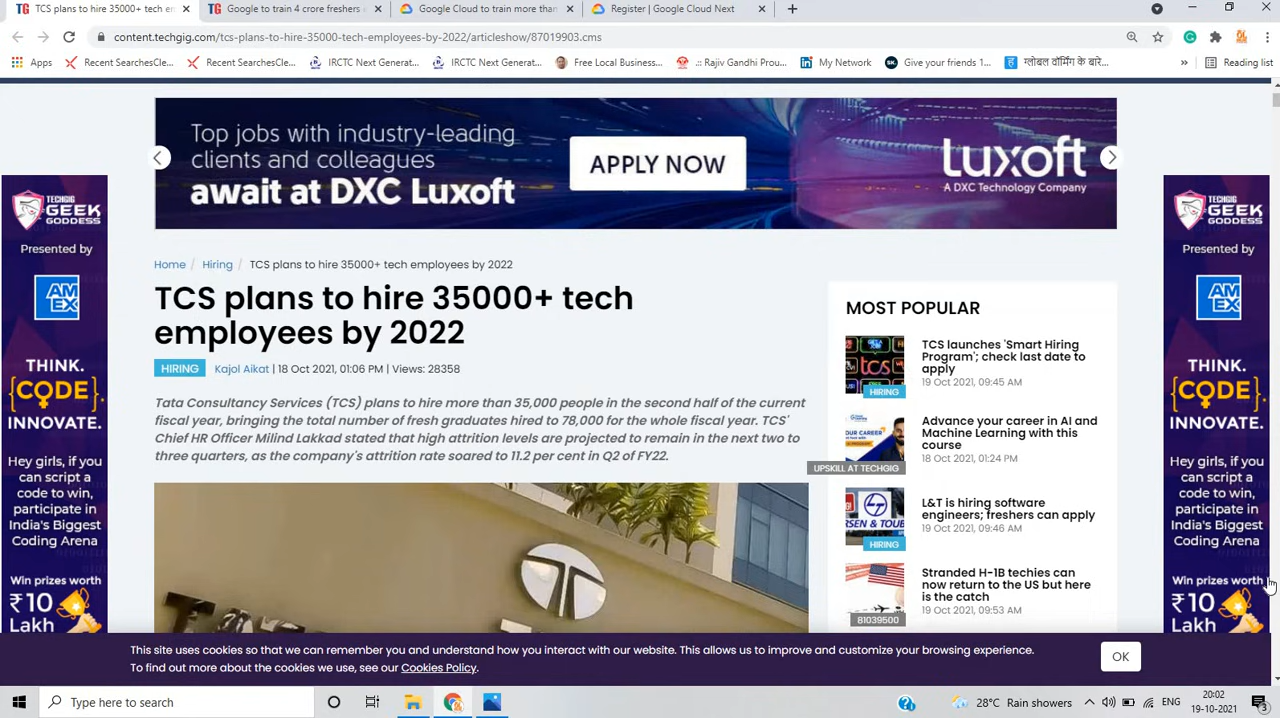 TCS plans to hire 35000+ em
Google to train 4 crore freshers
Google Cloud to train more than
Register | Google Cloud Next
content.techgig.com/tcs-plans-to-hire-35000-tech-employees-by-2022/articleshow/87019903.cms
Apps
Recent SearchesCle...
Recent SearchesCle...
IRCTC Next Generat...
IRCTC Next Generat...
Free Local Business...
.:: Rajiv Gandhi Prou...
My Network
Give your friends 1...
ग्लोबल वॉर्मिंग के बारे...
»
Reading list
Top jobs with industry-leading
clients and colleagues
await at DXC Luxoft
APPLY NOW
luxoft
A DXC Technology Company
TECHGIG
GEEK
GODDESS
Presented by
AM
EX
THINK.
{CODE}.
INNOVATE.
Hey girls, if you
can script a
code to win,
participate in
India's Biggest
Coding Arena
Win prizes worth
₹10
Lakh
Home / Hiring / TCS plans to hire 35000+ tech employees by 2022
TCS plans to hire 35000+ tech
employees by 2022
HIRING Kajol Aikat | 18 Oct 2021, 01:06 PM | Views: 28358
Tata Consultancy Services (TCS) plans to hire more than 35,000 people in the second half of the current
fiscal year, bringing the total number of fresh graduates hired to 78,000 for the whole fiscal year. TCS'
Chief HR Officer Milind Lakkad stated that high attrition levels are projected to remain in the next two to
three quarters, as the company's attrition rate soared to 11.2 per cent in Q2 of FY22.
MOST POPULAR
TCS launches 'Smart Hiring
Program'; check last date to
apply
19 Oct 2021, 09:45 AM
HIRING
Advance your career in AI and
Machine Learning with this
course
18 Oct 2021, 01:24 PM
UPSKILL AT TECHGIG
L&T is hiring software
engineers; freshers can apply
19 Oct 2021, 09:46 AM
HIRING
Stranded H-1B techies can
now return to the US but here
is the catch
19 Oct 2021, 09:53 AM
81039500
TECHGIG
GEEK
GODDESS
Presented by
AM
EX
THINK.
{CODE}.
INNOVATE.
Hey girls, if you
can script a
code to win,
participate in
India's Biggest
Coding Arena
Win prizes worth
₹10
Lakh
This site uses cookies so that we can remember you and understand how you interact with our website. This allows us to improve and customize your browsing experience.
To find out more about the cookies we use, see our Cookies Policy.
OK
Type here to search
28°C Rain showers
ENG
20:02
19-10-2021
3